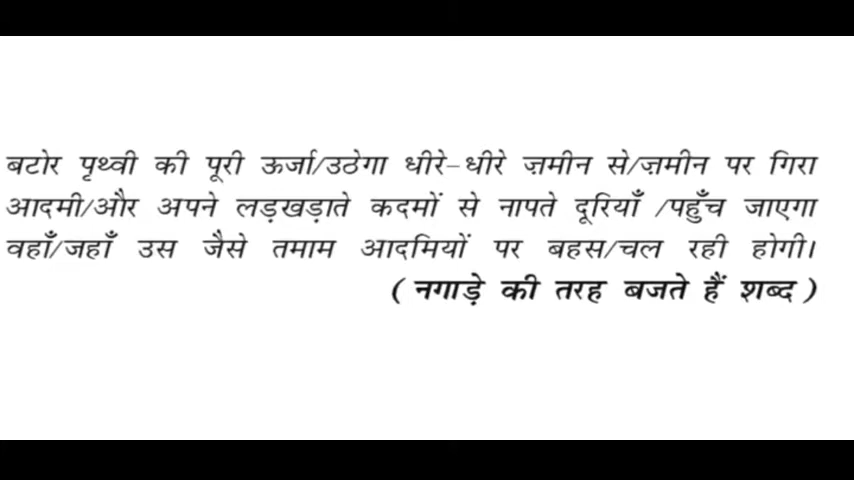 बटोर पृथ्वी की पूरी ऊर्जा/उठेगा धीरे-धीरे ज़मीन से/ज़मीन पर गिरा
आदमी/और अपने लड़खड़ाते कदमों से नापते दूरियाँ /पहुँच जाएगा
वहाँ/जहाँ उस जैसे तमाम आदमियों पर बहस/चल रही होगी।
( नगाड़े की तरह बजते हैं शब्द )